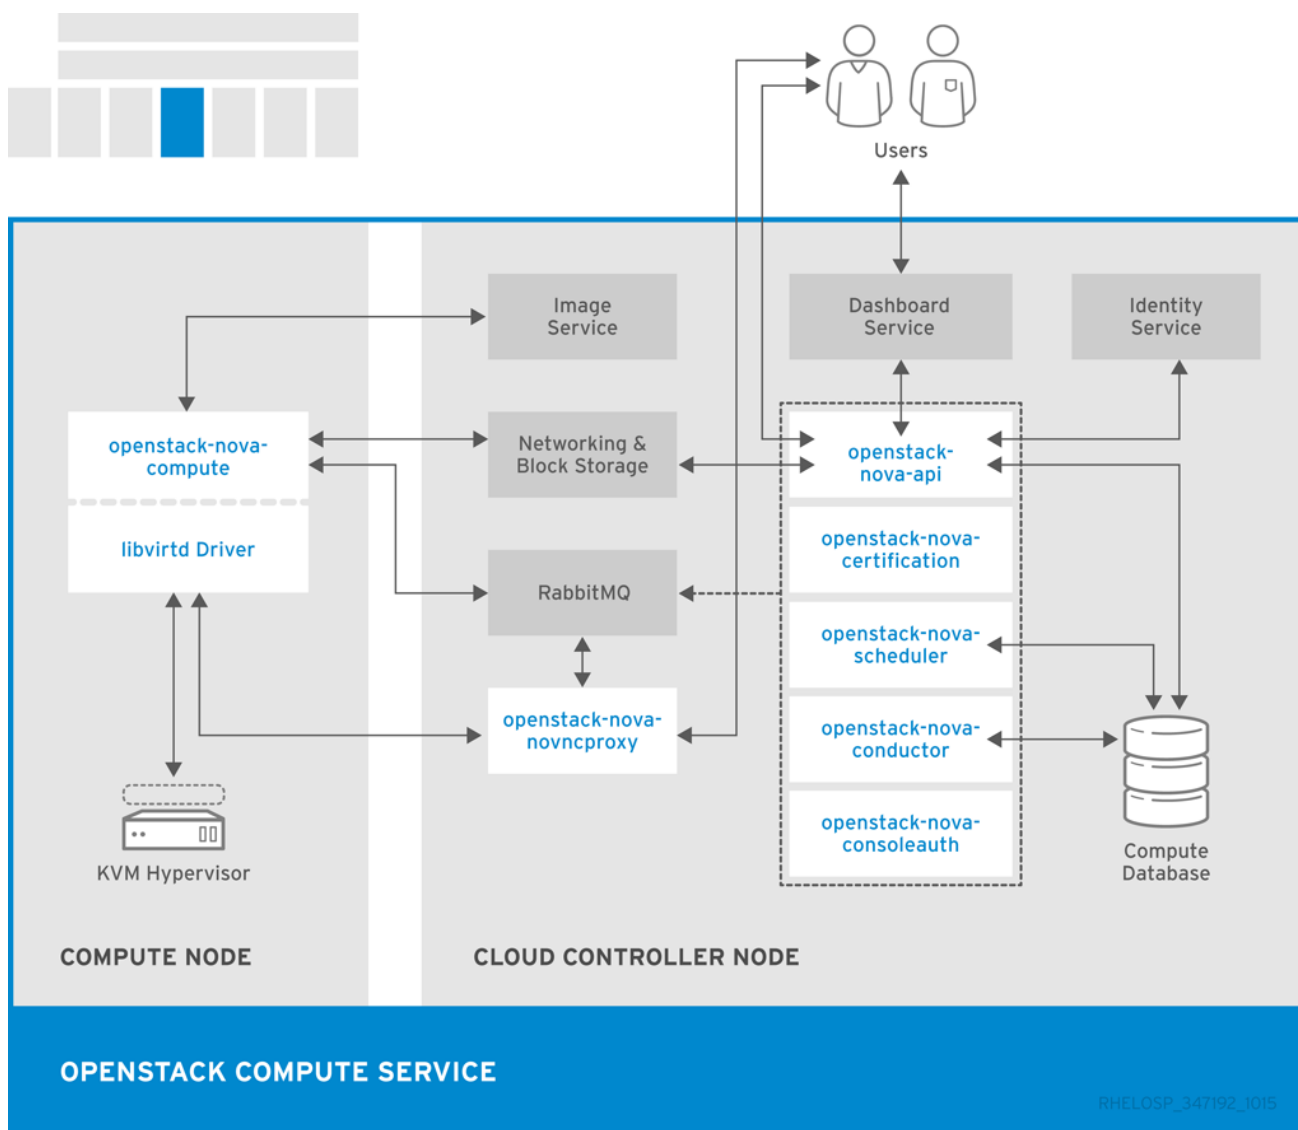 Users
Image
Service
Dashboard
Service
Identity
Service
openstack-nova-
compute
Networking &
Block Storage
openstack-
nova-api
libvirtd Driver
openstack-nova-
certification
RabbitMQ
openstack-nova-
scheduler
openstack-nova-
novncproxy
openstack-nova-
conductor
openstack-nova-
consoleauth
KVM Hypervisor
Compute
Database
COMPUTE NODE
CLOUD CONTROLLER NODE
OPENSTACK COMPUTE SERVICE
RHELOSP_347192_1015